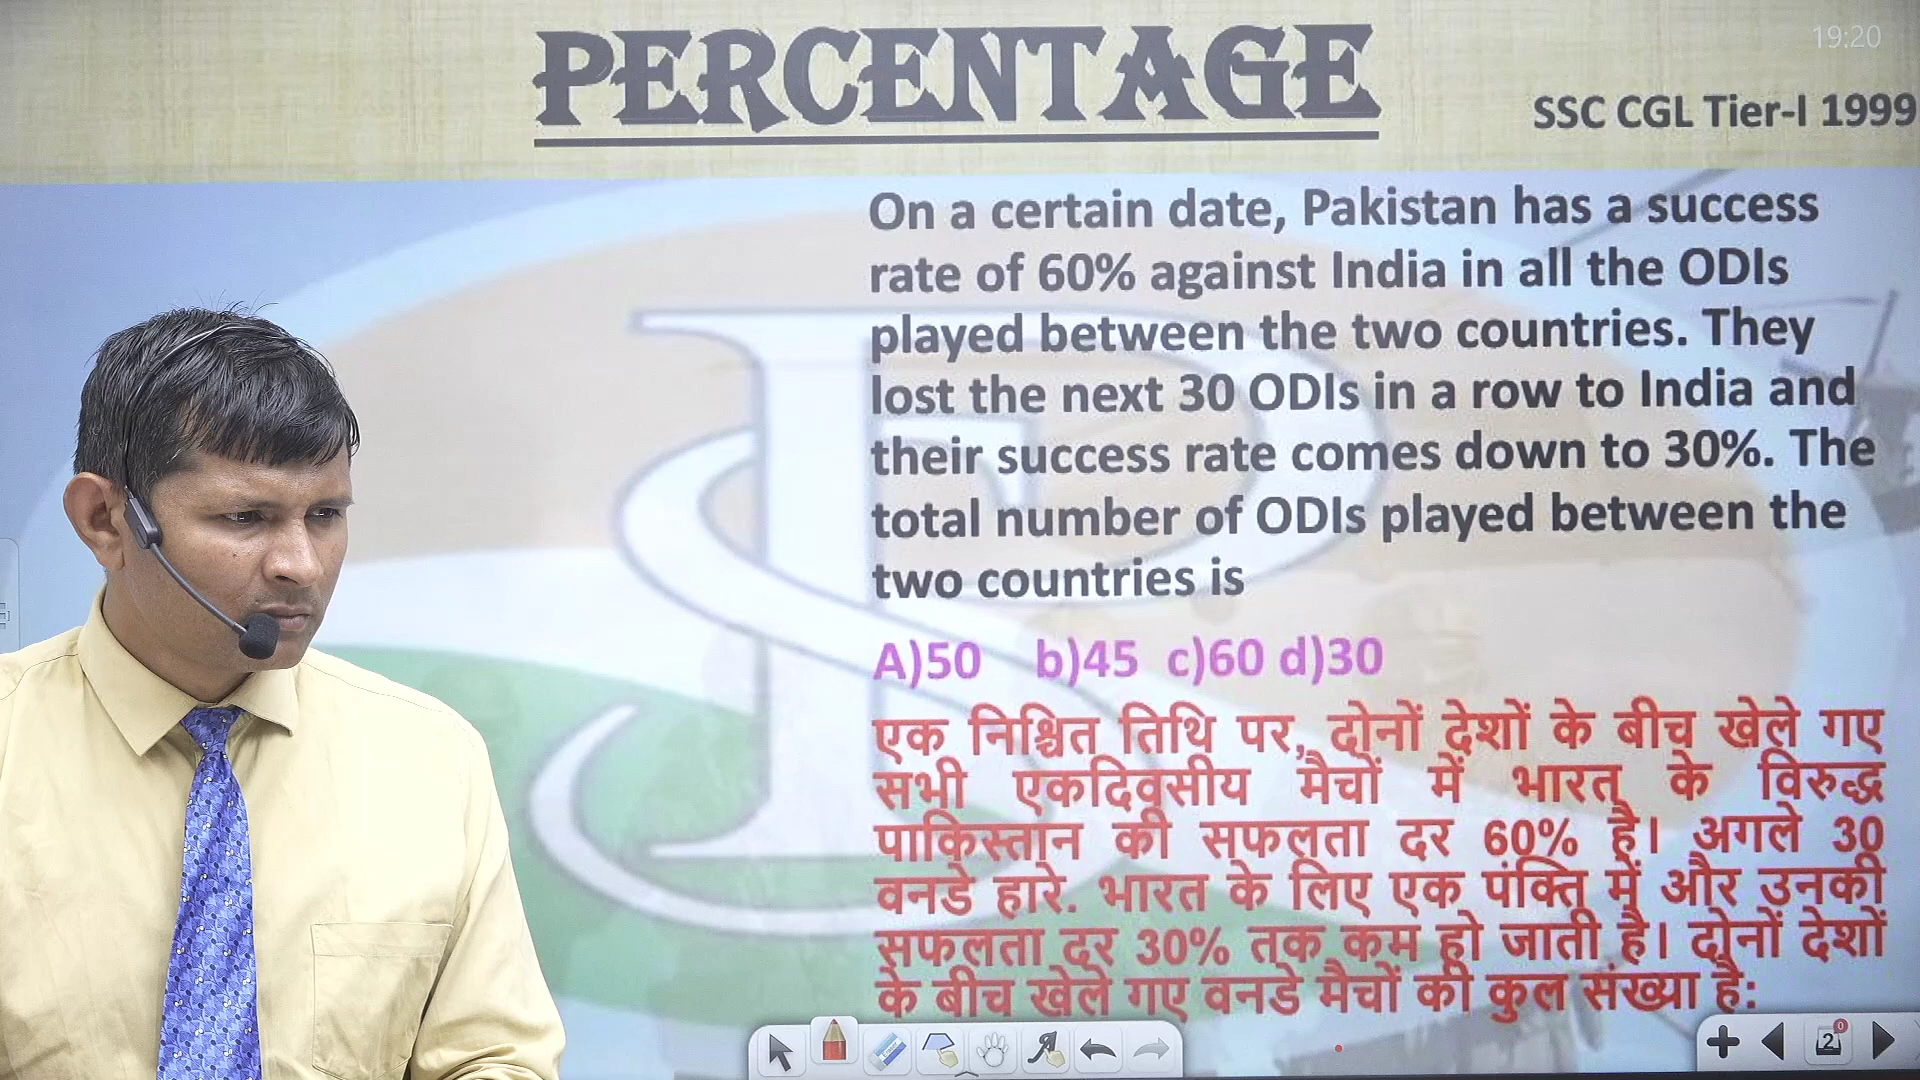 PERCENTAGE
19:20
SSC CGL Tier-I 1999
On a certain date, Pakistan has a success
rate of 60% against India in all the ODIs
played between the two countries. They
lost the next 30 ODIs in a row to India and
their success rate comes down to 30%. The
total number of ODIs played between the
two countries is
A)50 b)45 c)60 d)30
एक निश्चित तिथि पर, दोनों देशों के बीच खेले गए
सभी एकदिवसीय मैचों में भारत के विरुद्ध
पाकिस्तान की सफलता दर 60% है। अगले 30
वनडे हारे. भारत के लिए एक पंक्ति में और उनकी
सफलता दर 30% तक कम हो जाती है। दोनों देशों
के बीच खेले गए वनडे मैचों की कुल संख्या है:
2
0